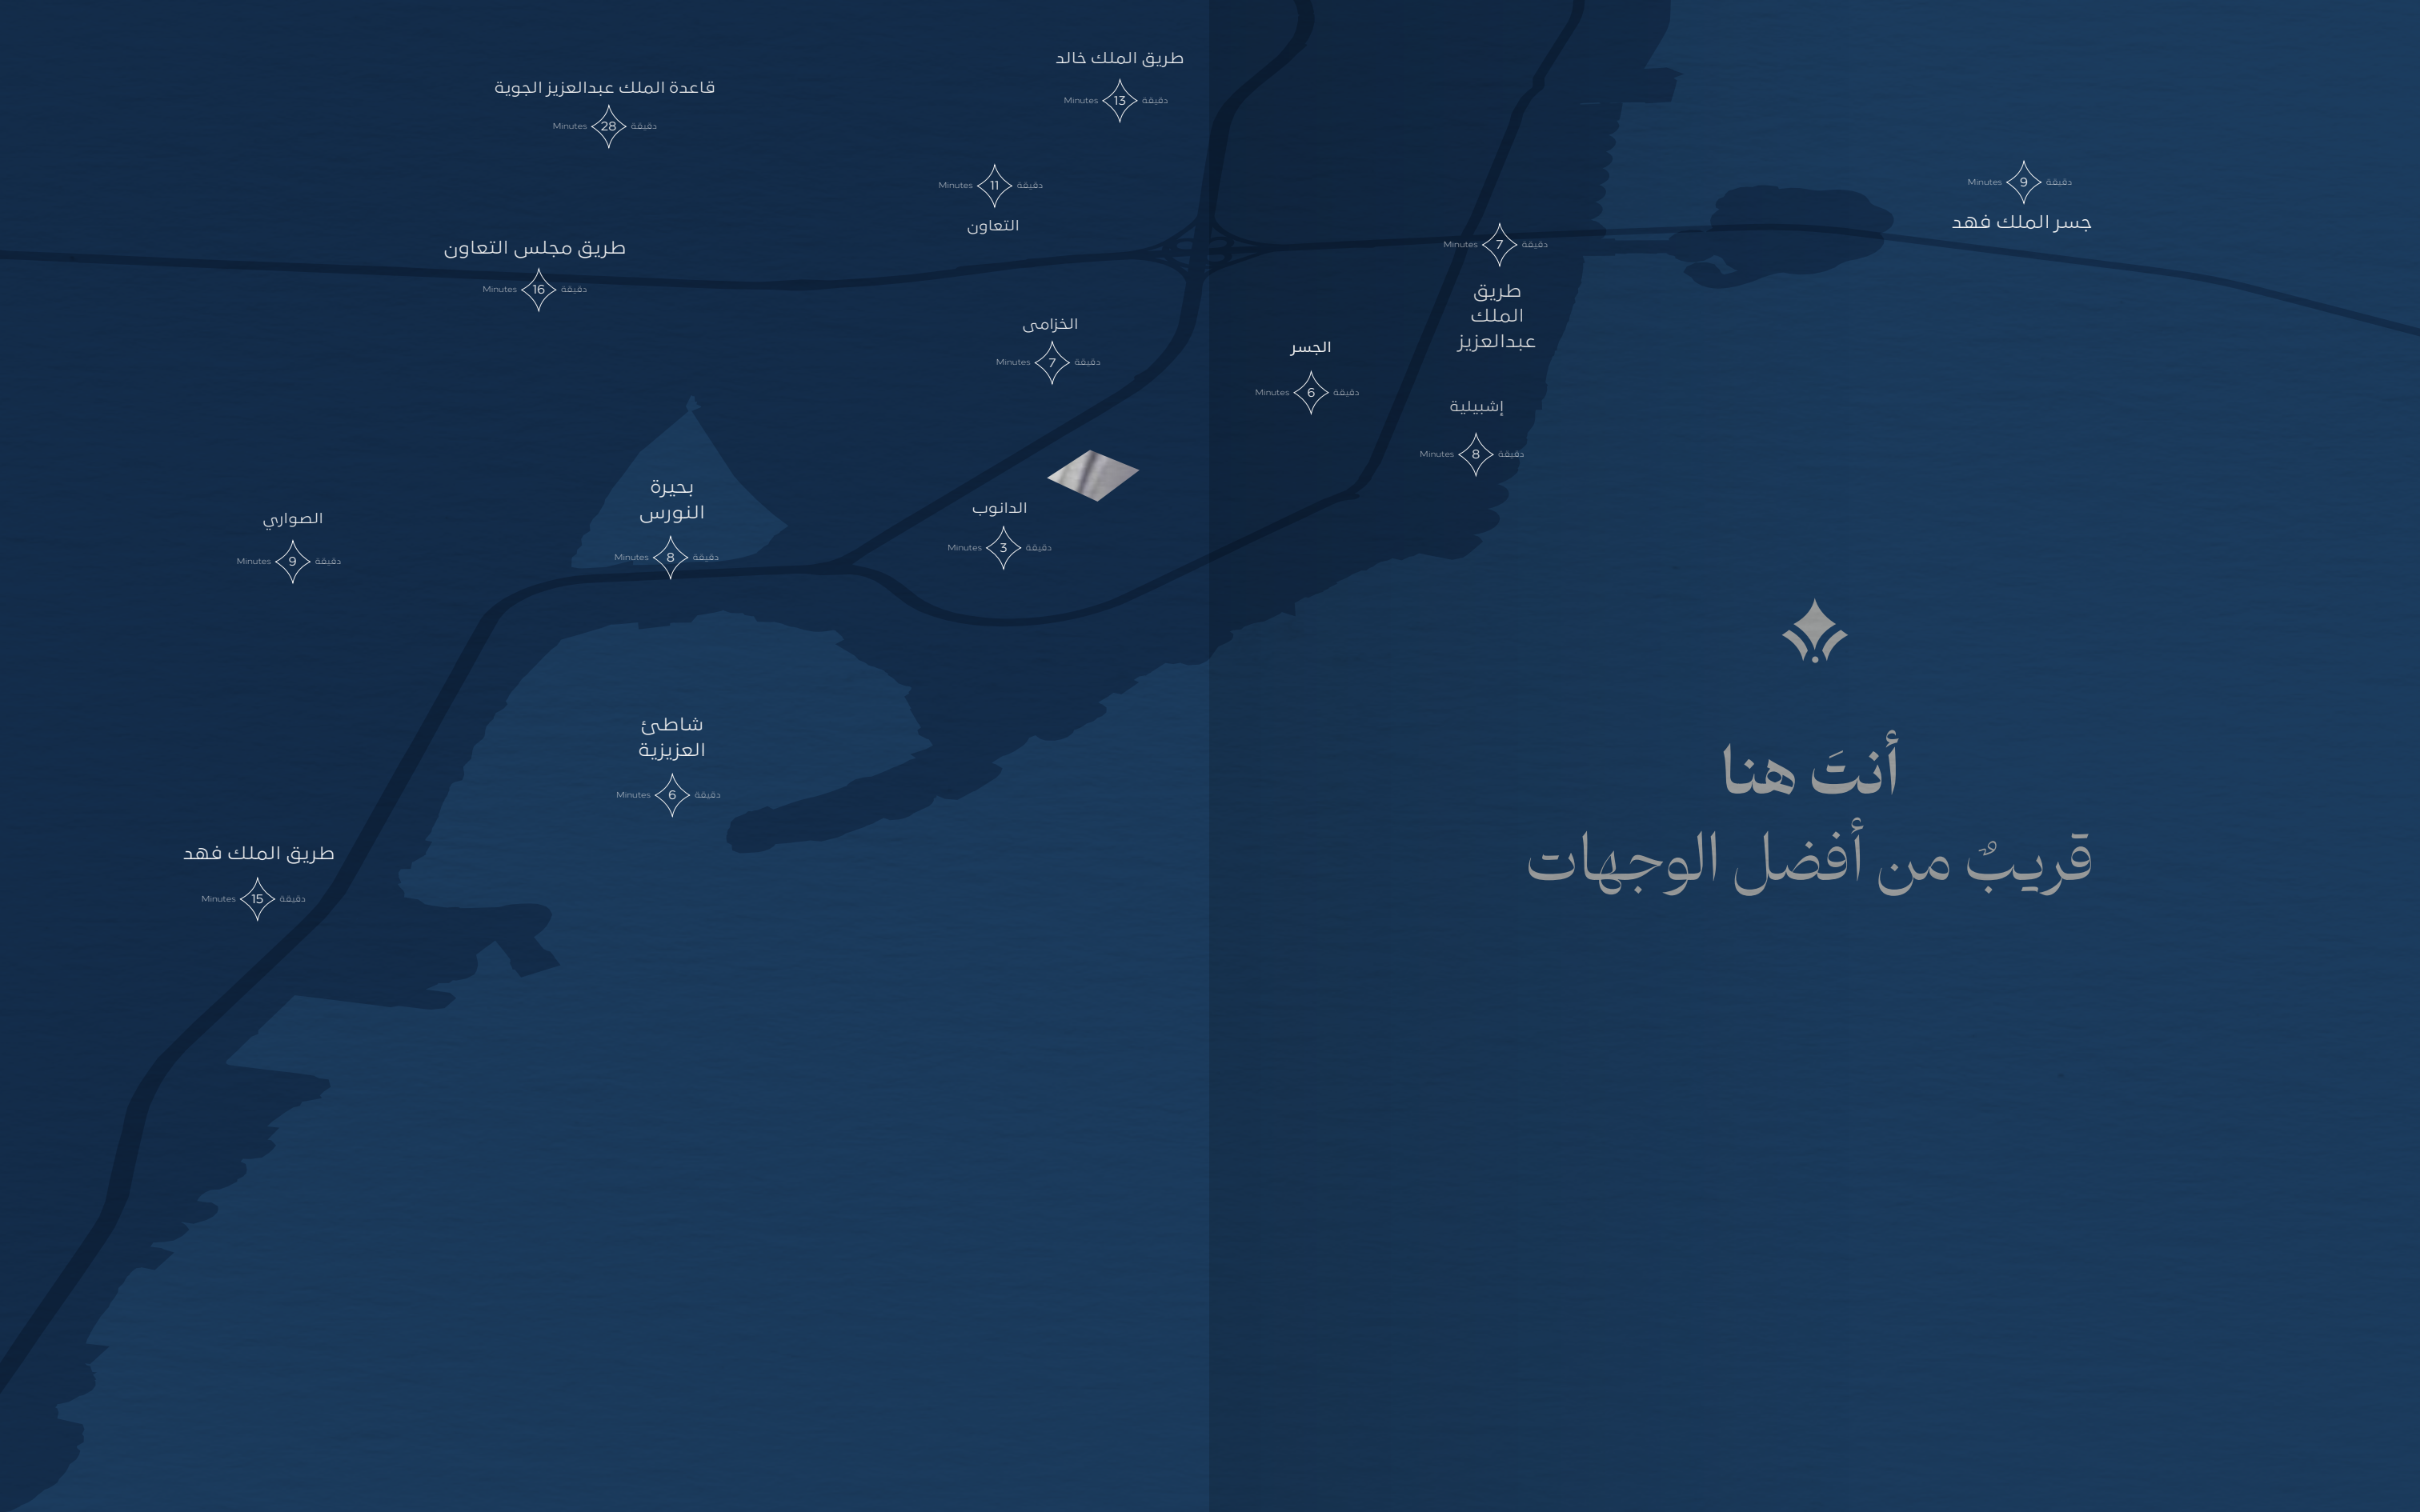 طريق الملك خالد
دقيقة 13 Minutes
قاعدة الملك عبدالعزيز الجوية
دقيقة 28 Minutes
دقيقة 9 Minutes
جسر الملك فهد
دقيقة 11 Minutes
التعاون
دقيقة 7 Minutes
طريق
الملك
عبدالعزيز
طريق مجلس التعاون
دقيقة 16 Minutes
الخزامى
دقيقة 7 Minutes
الجسر
دقيقة 6 Minutes
إشبيلية
دقيقة 8 Minutes
بحيرة
النورس
دقيقة 8 Minutes
الدانوب
دقيقة 3 Minutes
الصواري
دقيقة 9 Minutes
شاطئ
العزيزية
دقيقة 6 Minutes
طريق الملك فهد
دقيقة 15 Minutes
أنتَ هنا
قريبٌ من أفضل الوجهات